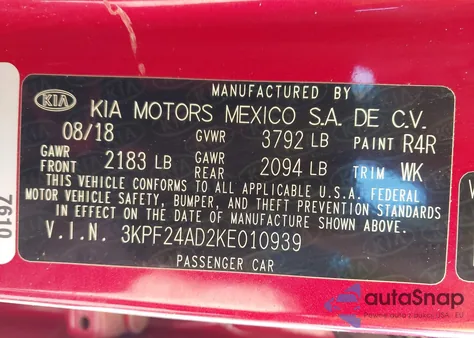 MANUFACTURED BY
KIA KIA MOTORS MEXICO S.A. DE C.V.
08/18 GVWR 3792 LB PAINT R4R
GAWR FRONT 2183 LB GAWR REAR 2094 LB TRIM WK
THIS VEHICLE CONFORMS TO ALL APPLICABLE U.S.A. FEDERAL
MOTOR VEHICLE SAFETY, BUMPER, AND THEFT PREVENTION STANDARDS
IN EFFECT ON THE DATE OF MANUFACTURE SHOWN ABOVE.
V.I.N. 3KPF24AD2KE010939
PASSENGER CAR
7610
autaSnap